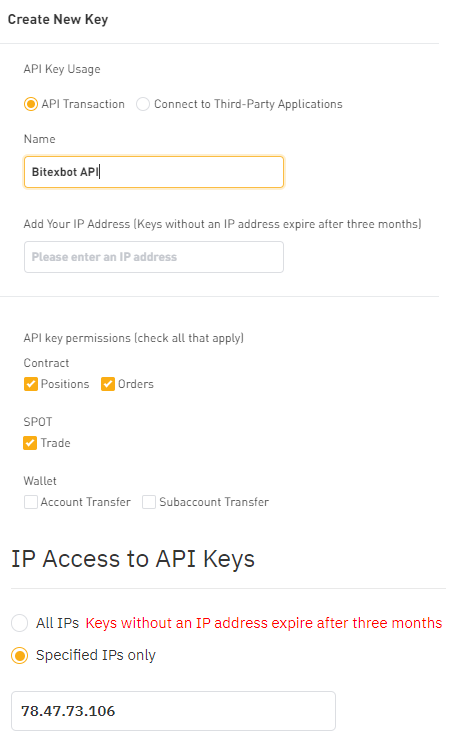 Create New Key
API Key Usage
API Transaction Connect to Third-Party Applications
Name
Bitexbot API
Add Your IP Address (Keys without an IP address expire after three months)
Please enter an IP address
API key permissions (check all that apply)
Contract
Positions Orders
SPOT
Trade
Wallet
Account Transfer Subaccount Transfer
IP Access to API Keys
All IPs Keys without an IP address expire after three months
Specified IPs only
78.47.73.106